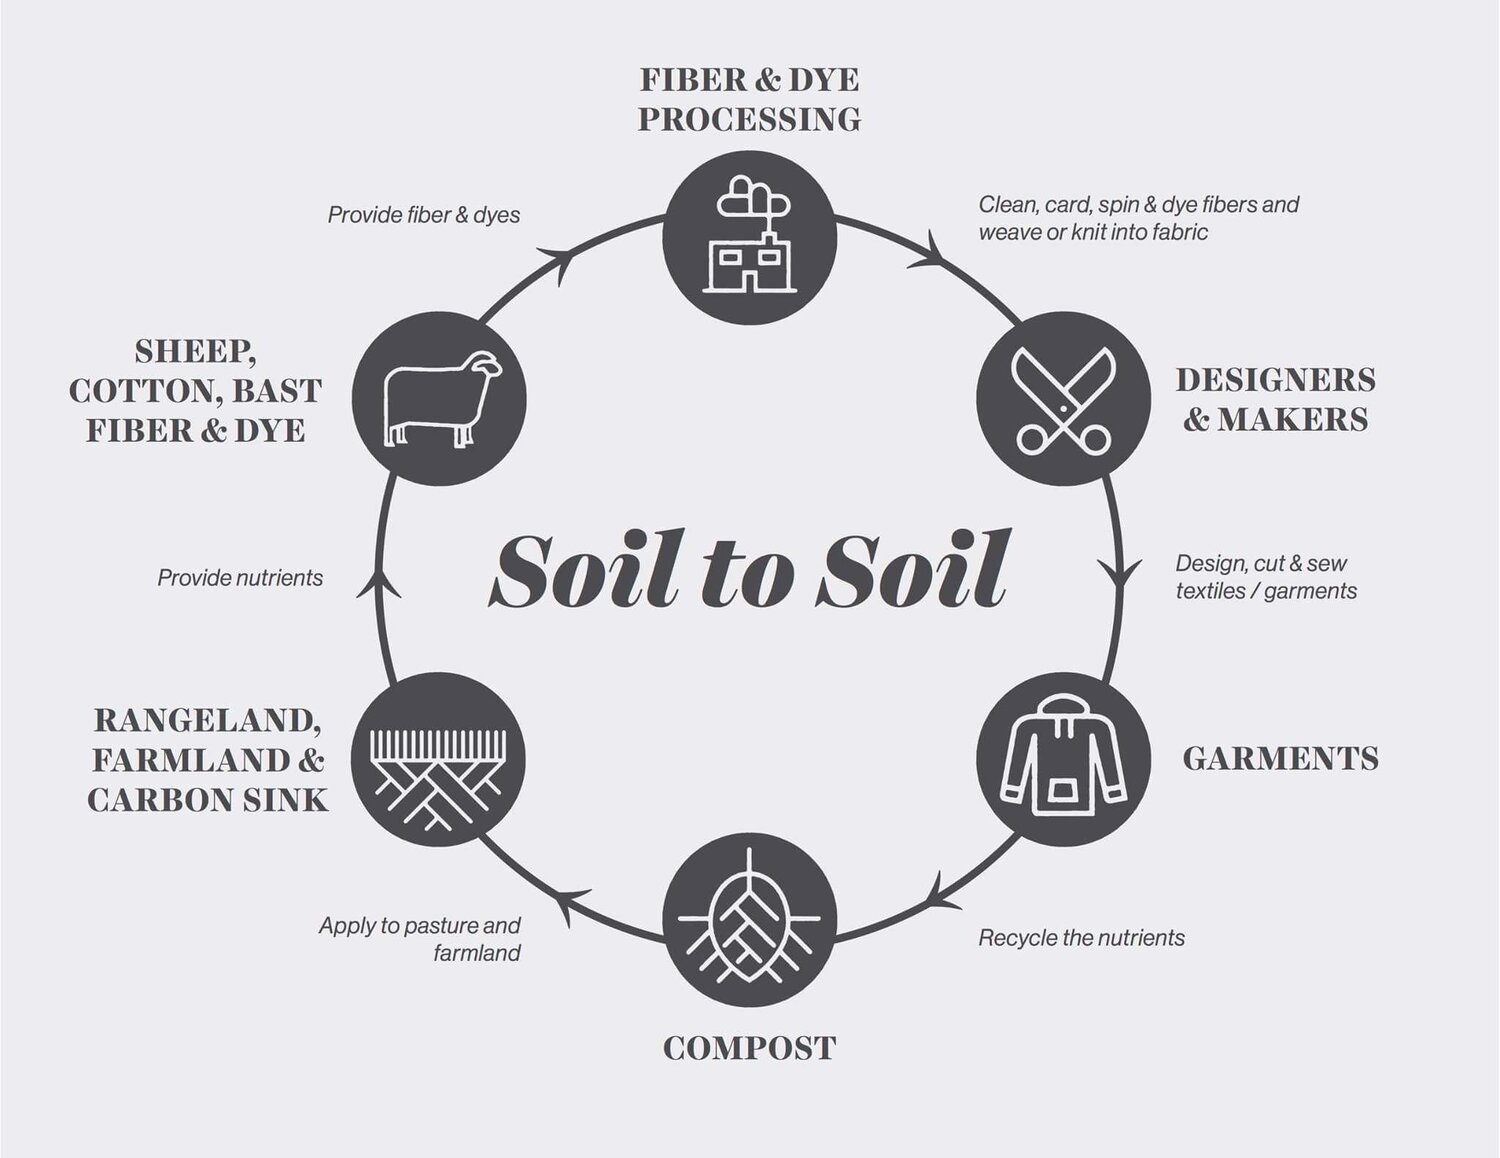 FIBER & DYE
PROCESSING
Provide fiber & dyes
Clean, card, spin & dye fibers and
weave or knit into fabric
SHEEP,
COTTON, BAST
FIBER & DYE
DESIGNERS
& MAKERS
Soil to Soil
Provide nutrients
Design, cut & sew
textiles / garments
RANGELAND,
FARMLAND &
CARBON SINK
GARMENTS
Apply to pasture and
farmland
Recycle the nutrients
COMPOST